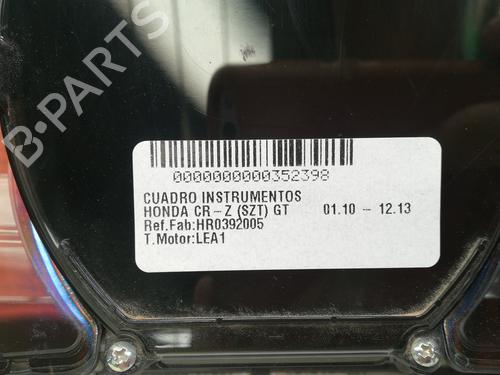 B-PARTS
0000000000352398
CUADRO INSTRUMENTOS
HONDA CR-Z (SZT) GT 01.10 - 12.13
Ref.Fab:HR0392005
T.Motor:LEA1